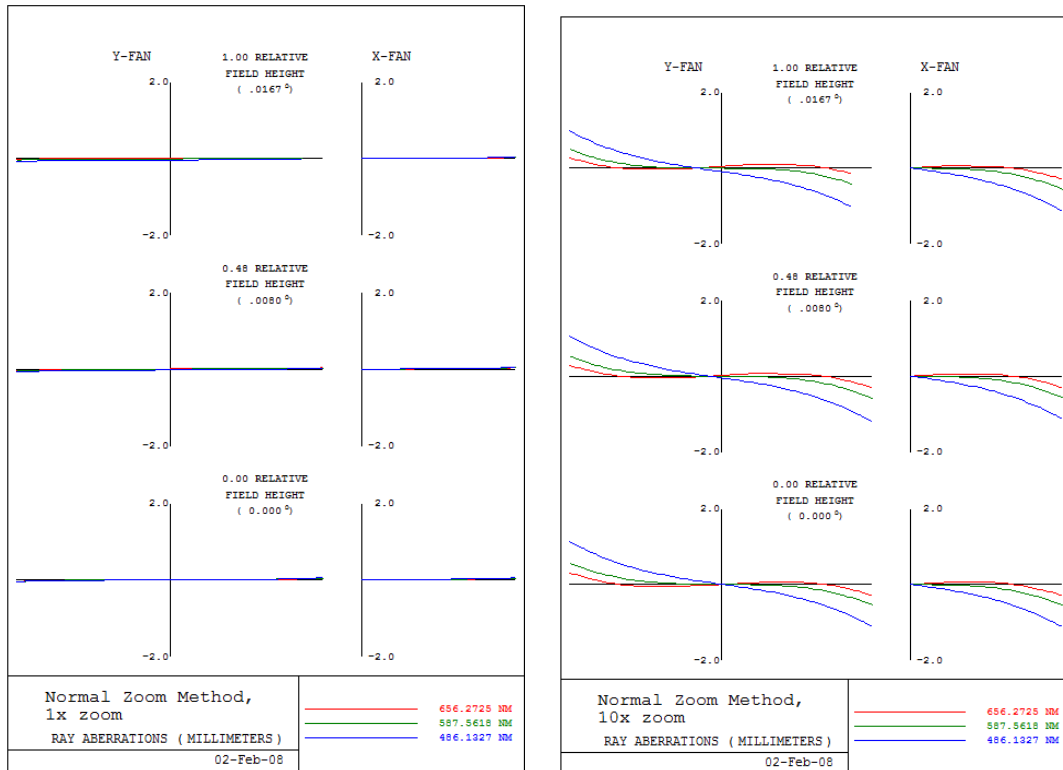 Y-FAN 1.00 RELATIVE X-FAN
FIELD HEIGHT
2.0 ( .0167 º) 2.0
-2.0 -2.0
0.48 RELATIVE
FIELD HEIGHT
2.0 ( .0080 º) 2.0
-2.0 -2.0
0.00 RELATIVE
FIELD HEIGHT
2.0 ( 0.000 º) 2.0
-2.0 -2.0
Normal Zoom Method,
1x zoom
RAY ABERRATIONS (MILLIMETERS)
02-Feb-08
656.2725 NM
587.5618 NM
486.1327 NM
Y-FAN 1.00 RELATIVE X-FAN
FIELD HEIGHT
2.0 ( .0167 º) 2.0
-2.0 -2.0
0.48 RELATIVE
FIELD HEIGHT
2.0 ( .0080 º) 2.0
-2.0 -2.0
0.00 RELATIVE
FIELD HEIGHT
2.0 ( 0.000 º) 2.0
-2.0 -2.0
Normal Zoom Method,
10x zoom
RAY ABERRATIONS (MILLIMETERS)
02-Feb-08
656.2725 NM
587.5618 NM
486.1327 NM